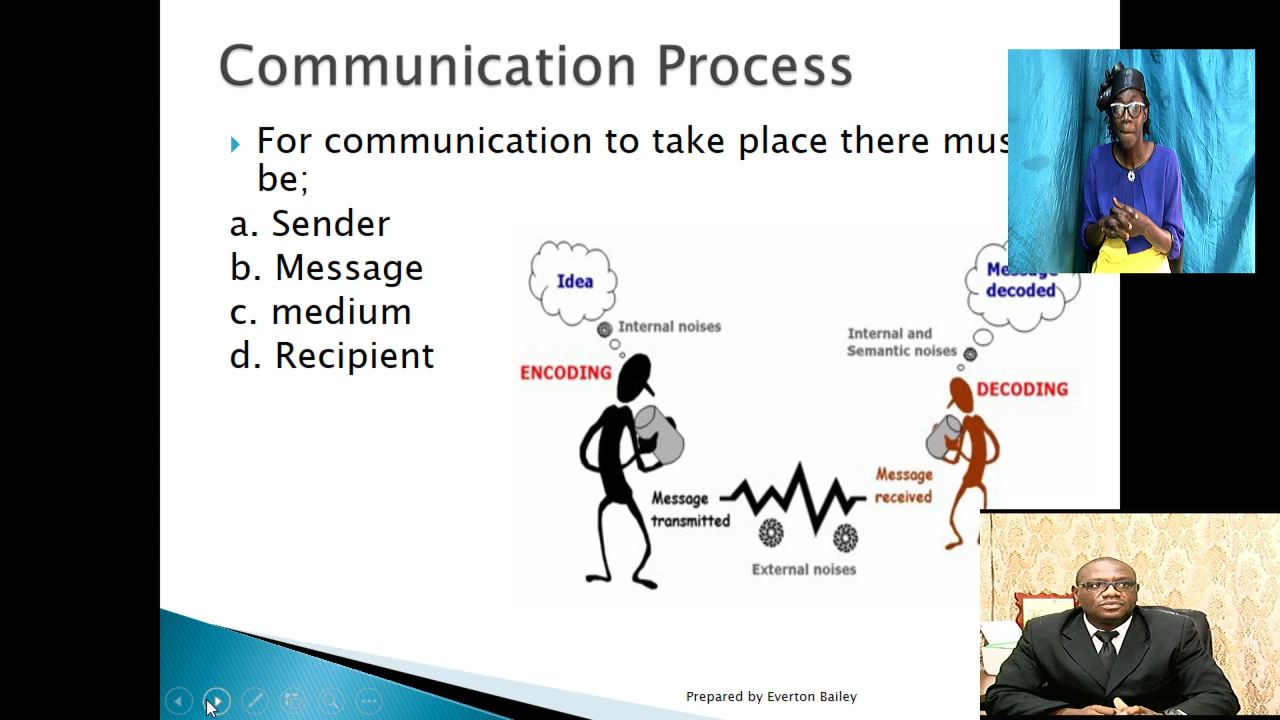 Communication Process
For communication to take place there mus
be;
a. Sender
b. Message
c. medium
d. Recipient
Idea
Internal noises
ENCODING
Message
transmitted
External noises
Message
received
Internal and
Semantic noises
DECODING
Message
decoded
Prepared by Everton Bailey